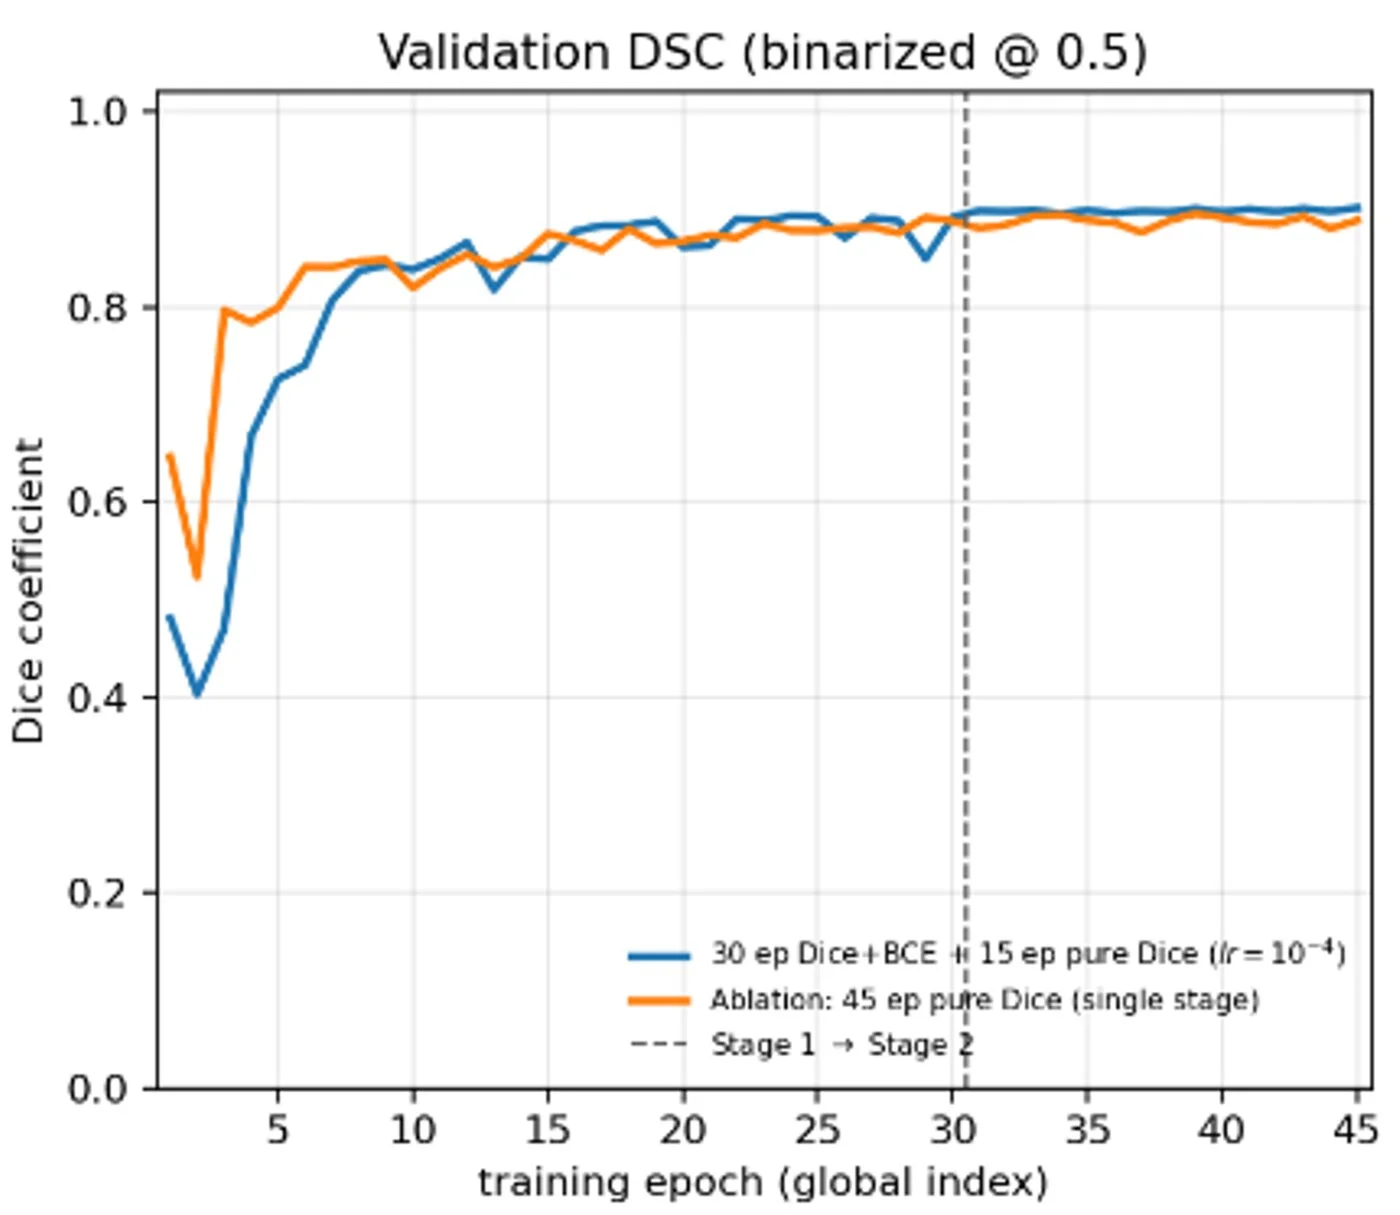 Validation DSC (binarized @ 0.5)
1.0
0.8
0.6
0.4
0.2
0.0
Dice coefficient
30 ep Dice+BCE + 15 ep pure Dice (lr = 10⁻⁴)
Ablation: 45 ep pure Dice (single stage)
Stage 1 → Stage 2
5 10 15 20 25 30 35 40 45
training epoch (global index)